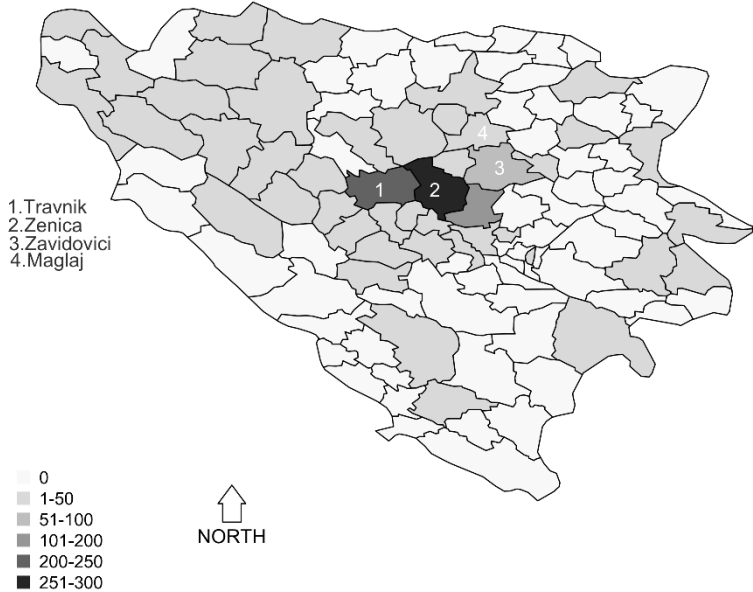 4
3
1
2
1.Travnik
2.Zenica
3.Zavidovici
4.Maglaj
0
1-50
51-100
101-200
200-250
251-300
NORTH